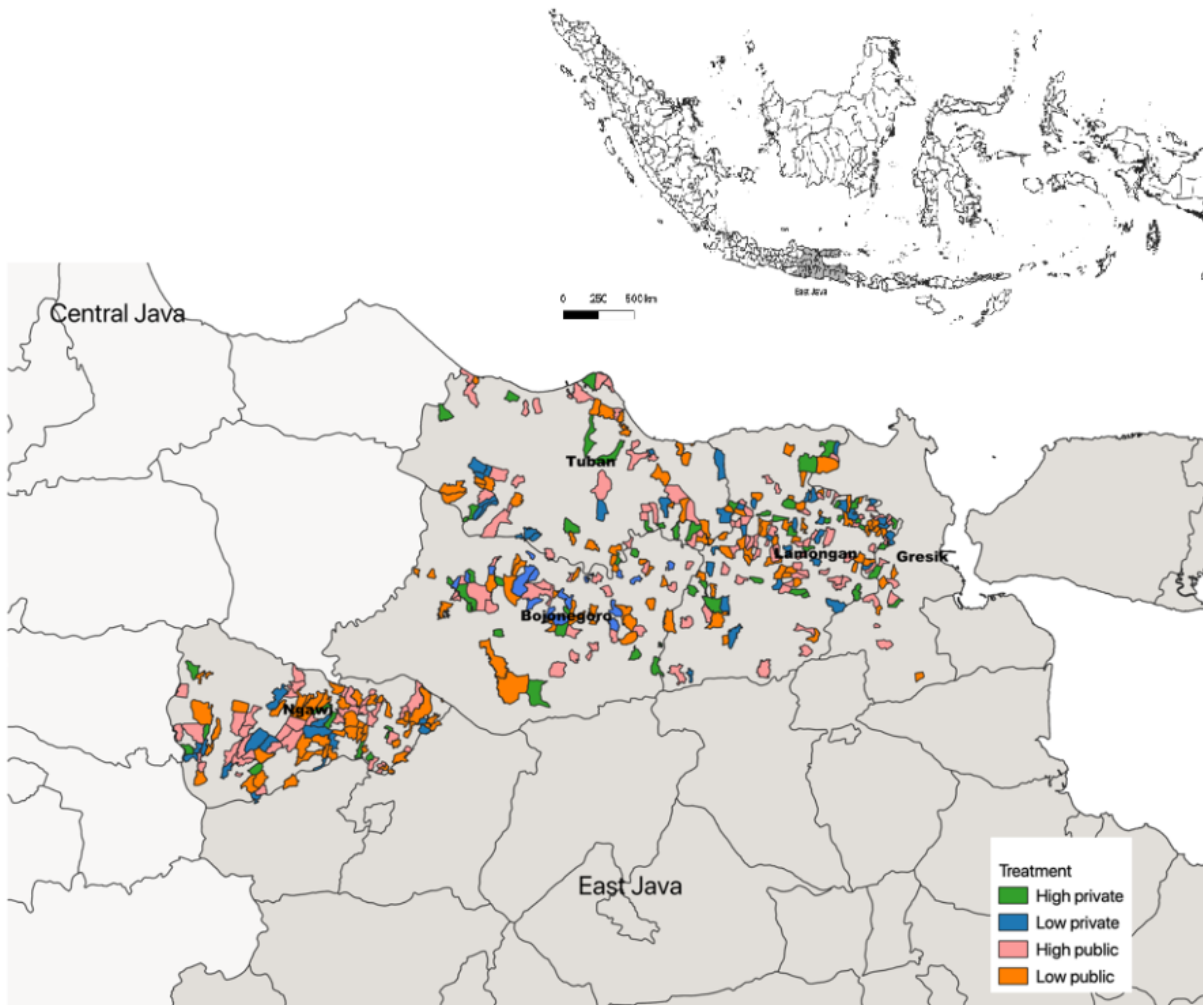 0 250 500 km
East Java
Central Java
Tuban
Lamongan
Gresik
Bojonegoro
Ngawi
East Java
Treatment
High private
Low private
High public
Low public